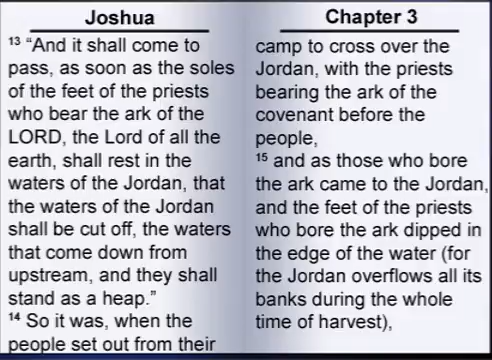 Joshua
¹³ “And it shall come to
pass, as soon as the soles
of the feet of the priests
who bear the ark of the
LORD, the Lord of all the
earth, shall rest in the
waters of the Jordan, that
the waters of the Jordan
shall be cut off, the waters
that come down from
upstream, and they shall
stand as a heap.”
¹⁴ So it was, when the
people set out from their
Chapter 3
camp to cross over the
Jordan, with the priests
bearing the ark of the
covenant before the
people,
¹⁵ and as those who bore
the ark came to the Jordan,
and the feet of the priests
who bore the ark dipped in
the edge of the water (for
the Jordan overflows all its
banks during the whole
time of harvest),